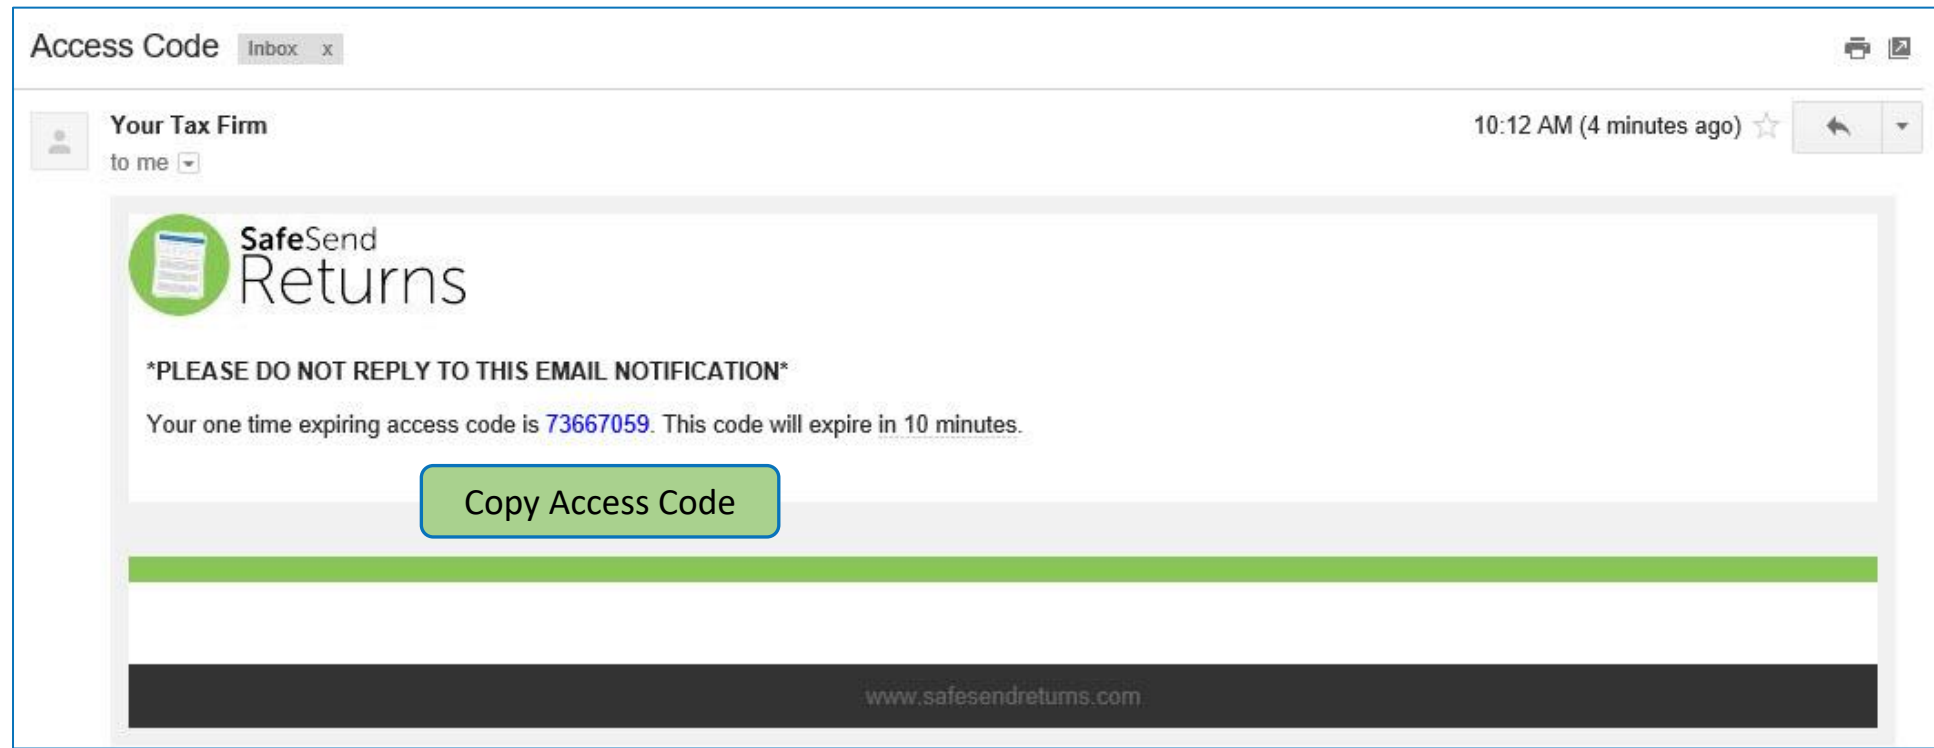 Access Code Inbox x
Your Tax Firm 10:12 AM (4 minutes ago)
to me
SafeSend
Returns
*PLEASE DO NOT REPLY TO THIS EMAIL NOTIFICATION*
Your one time expiring access code is 73667059. This code will expire in 10 minutes.
Copy Access Code
www.safesendreturns.com